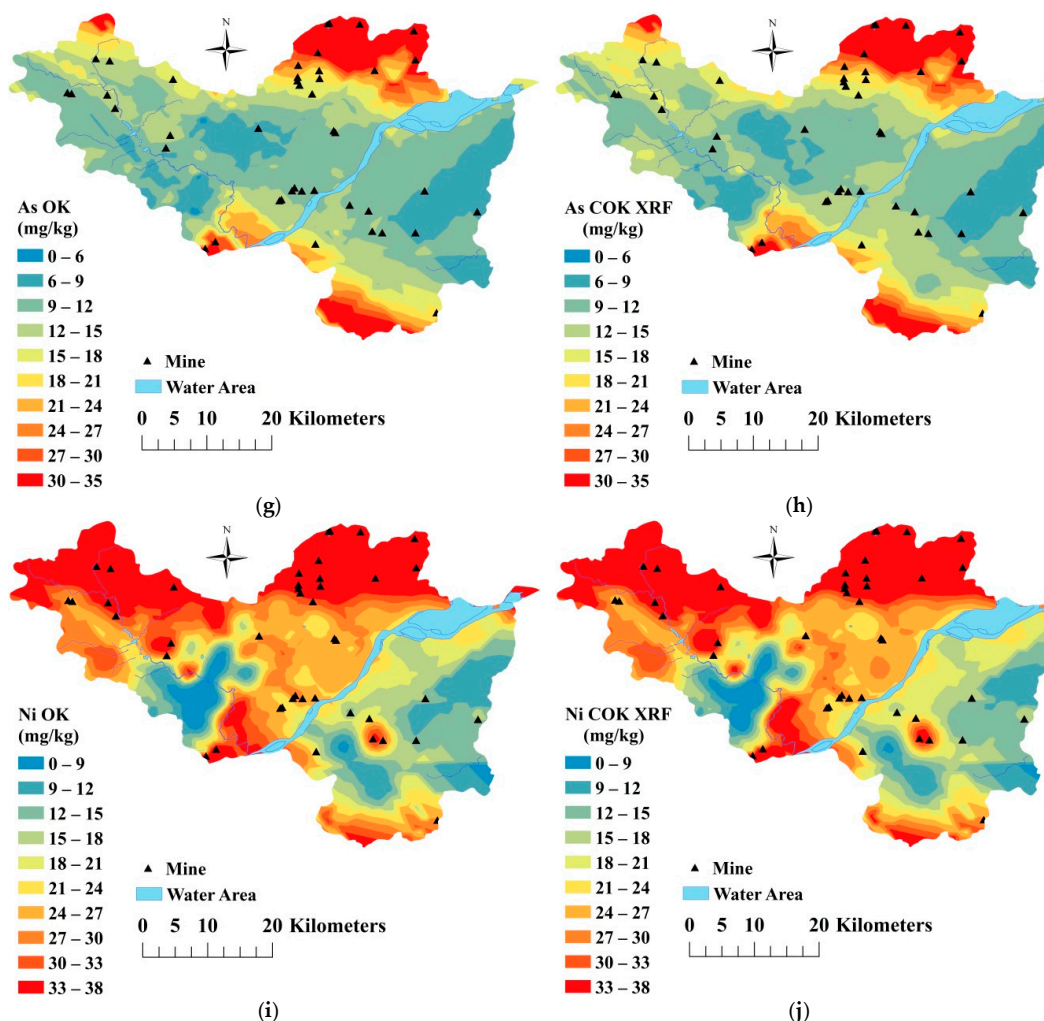 N
As OK
(mg/kg)
0 – 6
6 – 9
9 – 12
12 – 15
15 – 18
18 – 21
21 – 24
24 – 27
27 – 30
30 – 35
Mine
Water Area
0 5 10 20 Kilometers
(g)
N
As COK XRF
(mg/kg)
0 – 6
6 – 9
9 – 12
12 – 15
15 – 18
18 – 21
21 – 24
24 – 27
27 – 30
30 – 35
Mine
Water Area
0 5 10 20 Kilometers
(h)
N
Ni OK
(mg/kg)
0 – 9
9 – 12
12 – 15
15 – 18
18 – 21
21 – 24
24 – 27
27 – 30
30 – 33
33 – 38
Mine
Water Area
0 5 10 20 Kilometers
(i)
N
Ni COK XRF
(mg/kg)
0 – 9
9 – 12
12 – 15
15 – 18
18 – 21
21 – 24
24 – 27
27 – 30
30 – 33
33 – 38
Mine
Water Area
0 5 10 20 Kilometers
(j)